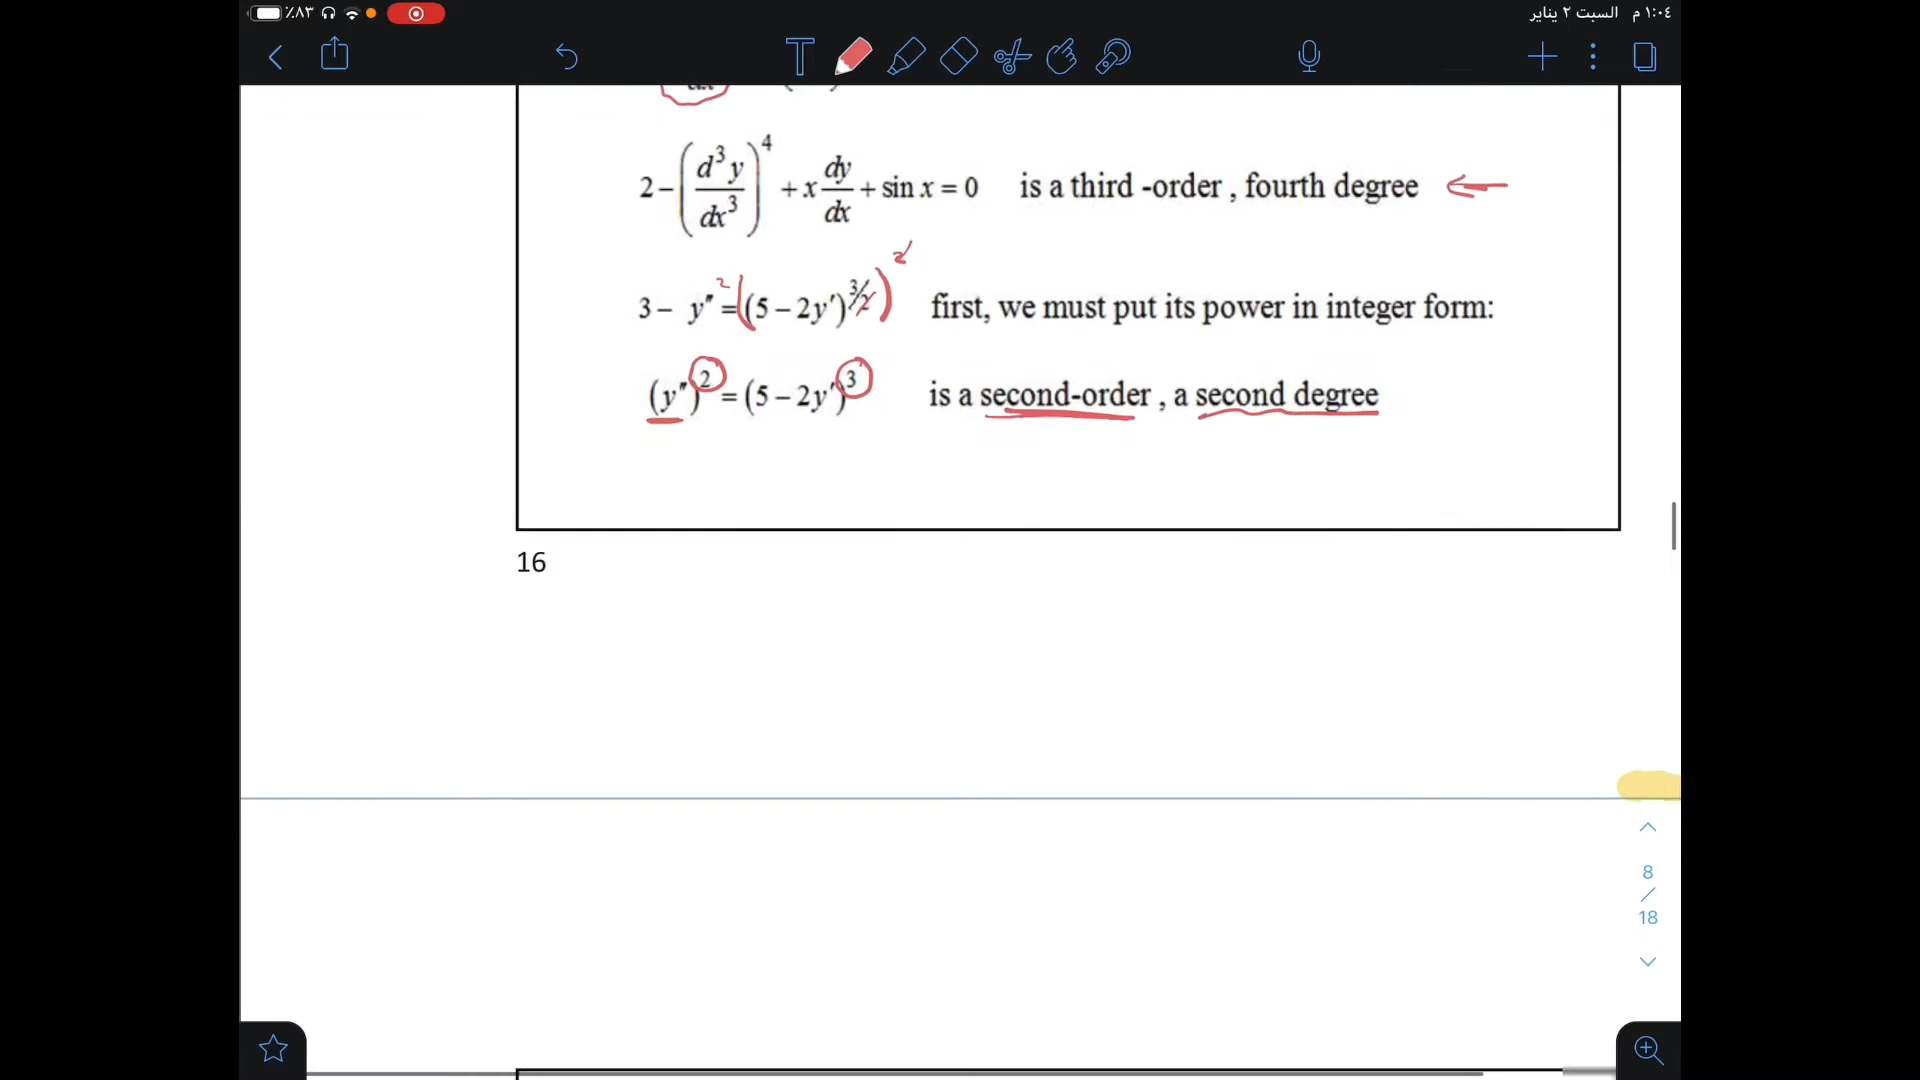 ٪٨٣
١:٠٤ م السبت ٢ يناير
2 – (d³y/dx³)⁴ + x dy/dx + sin x = 0 is a third -order , fourth degree
3 – y'' ² = ((5 – 2y')^3/2)² first, we must put its power in integer form:
(y'')² = (5 – 2y')³ is a second-order , a second degree
16
8
/
18